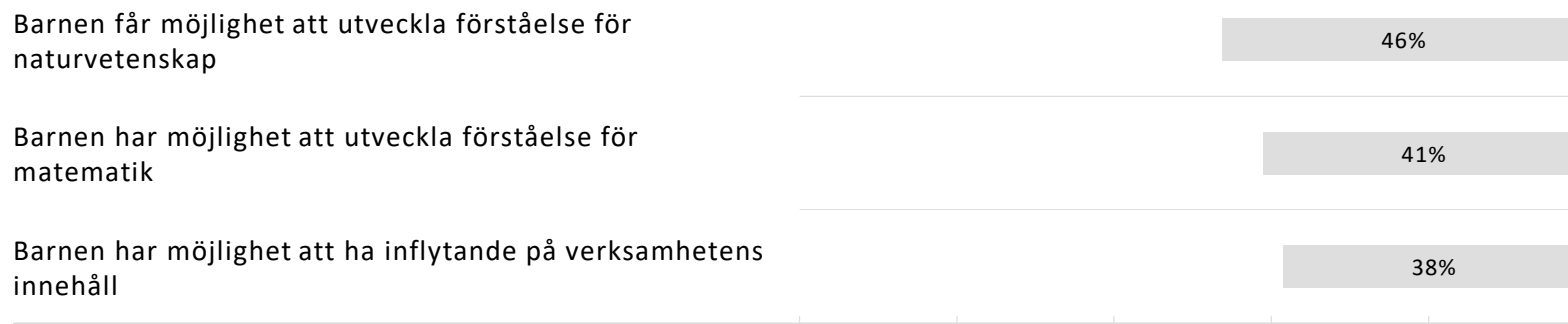 Barnen får möjlighet att utveckla förståelse för
naturvetenskap
46%
Barnen har möjlighet att utveckla förståelse för
matematik
41%
Barnen har möjlighet att ha inflytande på verksamhetens
innehåll
38%